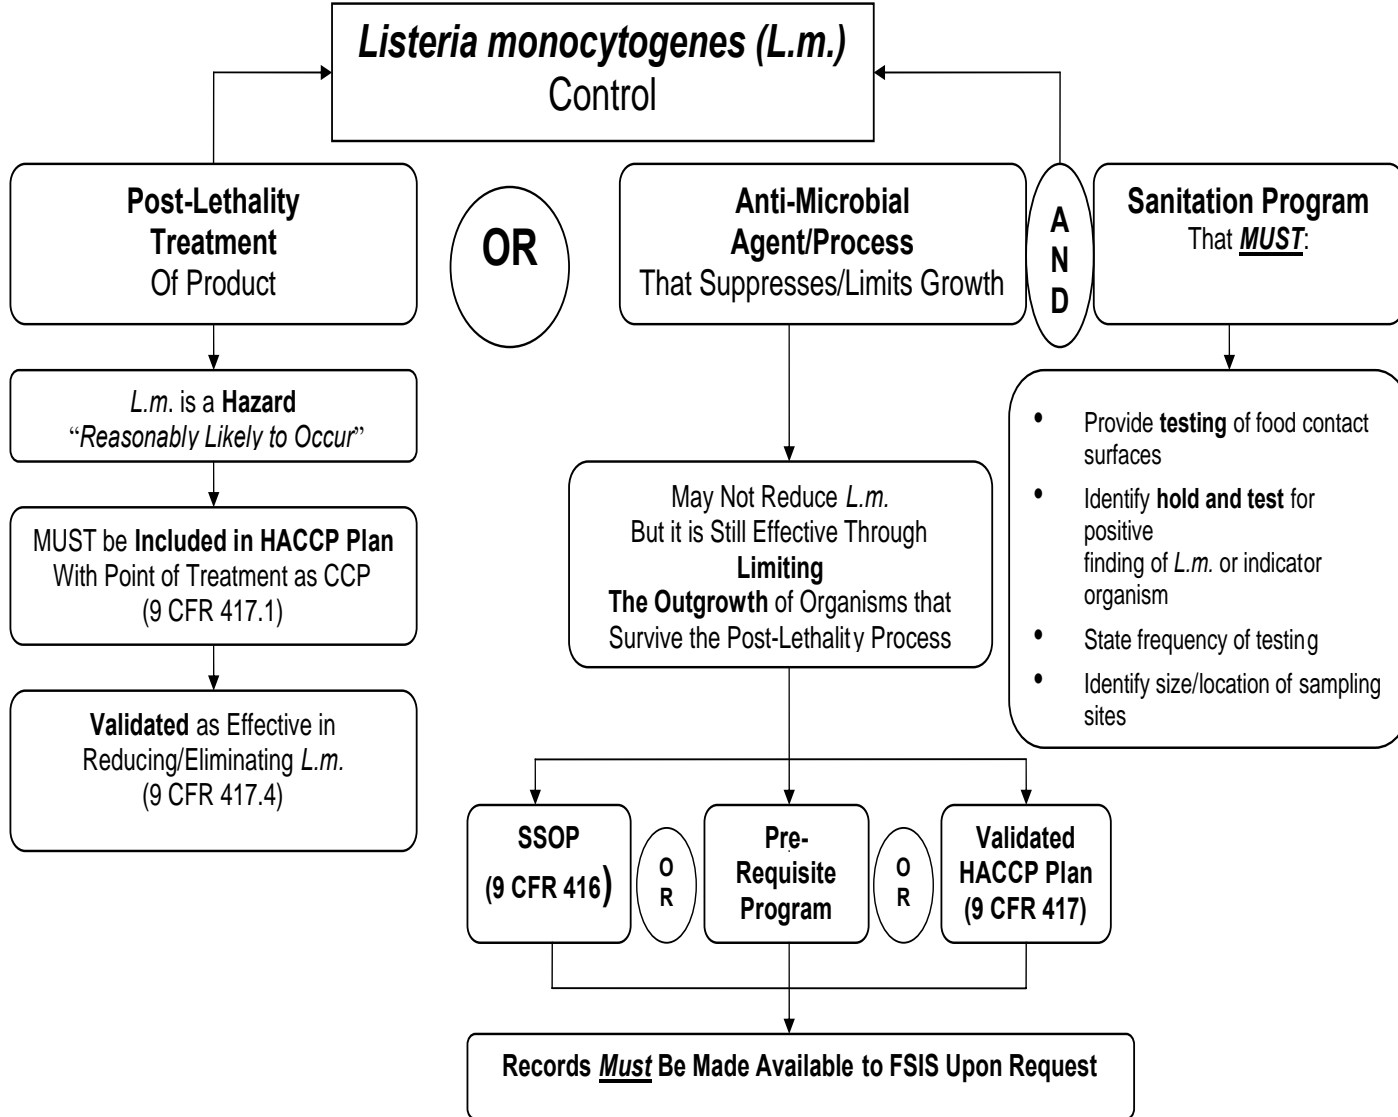 Listeria monocytogenes (L.m.)
Control
Post-Lethality
Treatment
Of Product
OR
Anti-Microbial
Agent/Process
That Suppresses/Limits Growth
A
N
D
Sanitation Program
That MUST:
L.m. is a Hazard
“Reasonably Likely to Occur”
MUST be Included in HACCP Plan
With Point of Treatment as CCP
(9 CFR 417.1)
Validated as Effective in
Reducing/Eliminating L.m.
(9 CFR 417.4)
May Not Reduce L.m.
But it is Still Effective Through
Limiting
The Outgrowth of Organisms that
Survive the Post-Lethality Process
• Provide testing of food contact
surfaces
• Identify hold and test for
positive
finding of L.m. or indicator
organism
• State frequency of testing
• Identify size/location of sampling
sites
SSOP
(9 CFR 416)
O
R
Pre-
Requisite
Program
O
R
Validated
HACCP Plan
(9 CFR 417)
Records Must Be Made Available to FSIS Upon Request